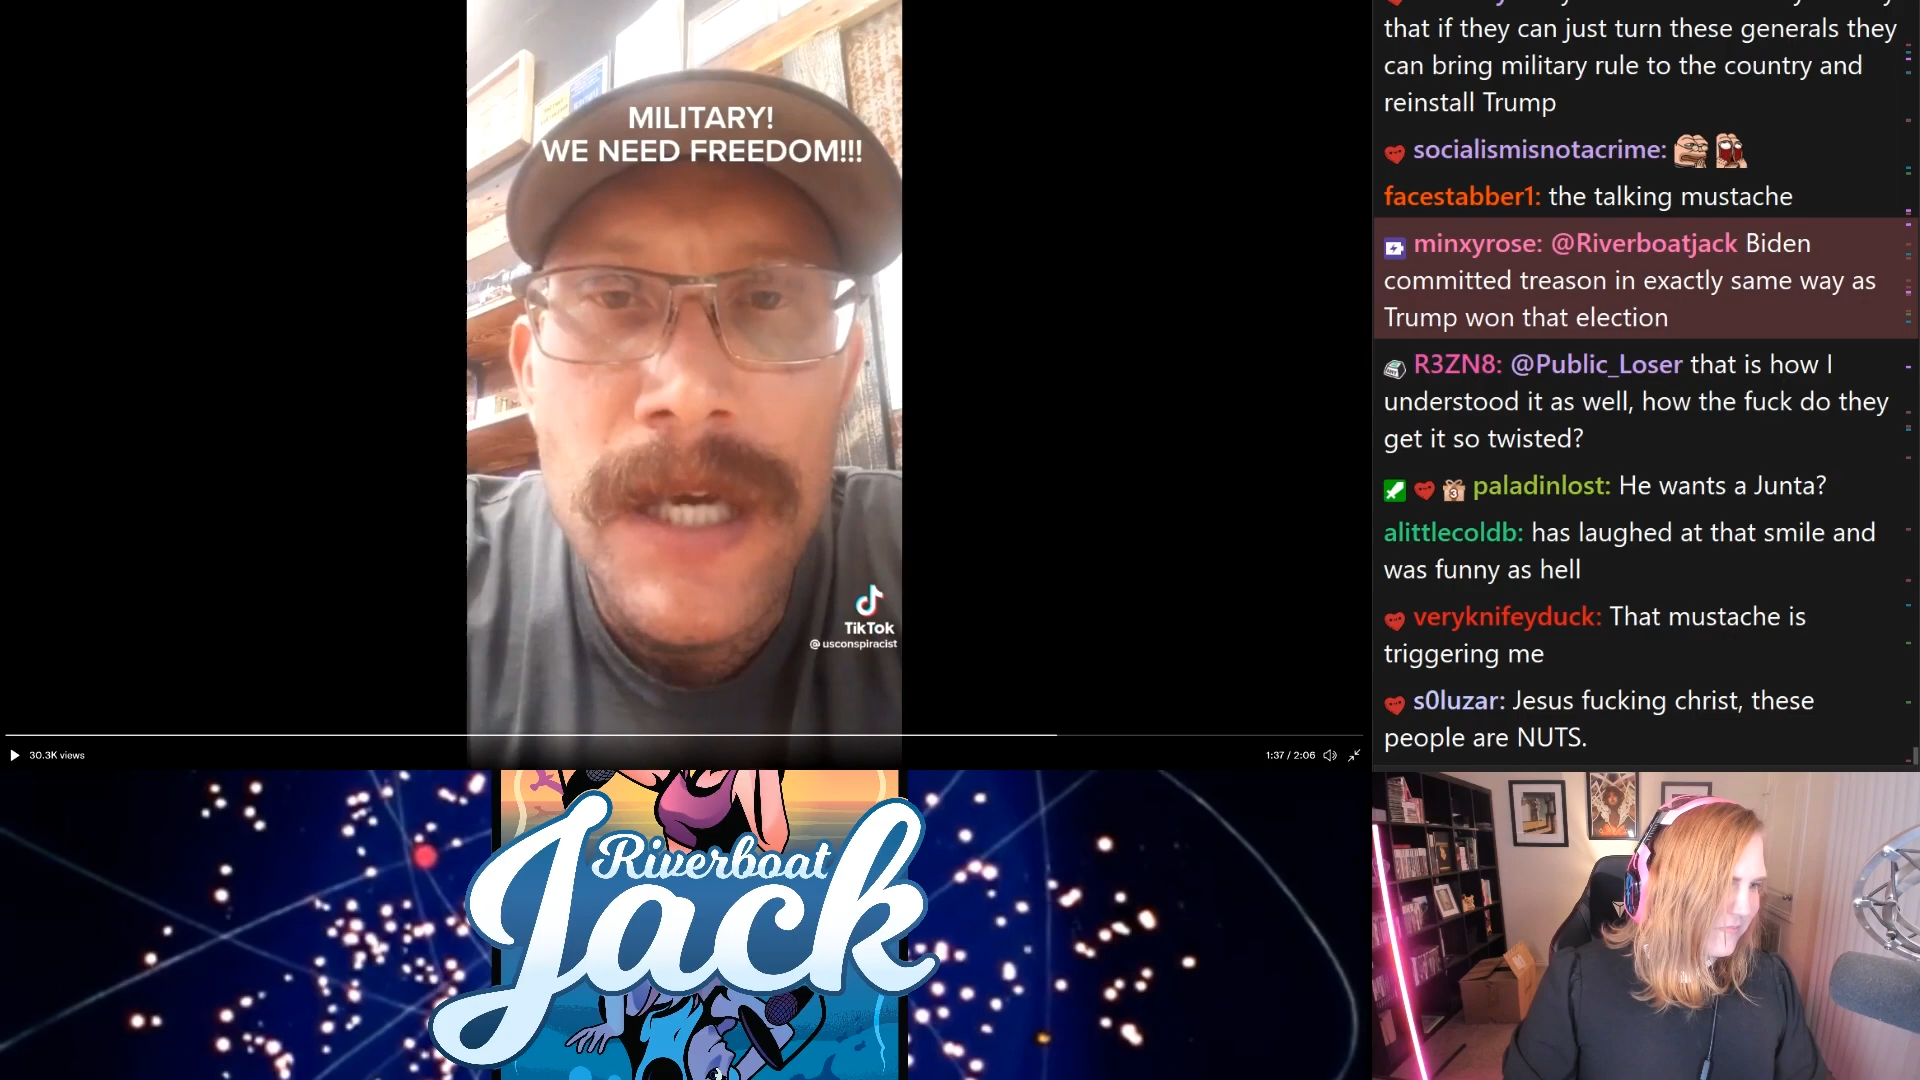 MILITARY!
WE NEED FREEDOM!!!
TikTok
@usconspiracist
30.3K views
1:37 / 2:06
Riverboat
Jack
that if they can just turn these generals they
can bring military rule to the country and
reinstall Trump
socialismisnotacrime:
facestabber1: the talking mustache
minxyrose: @Riverboatjack Biden
committed treason in exactly same way as
Trump won that election
R3ZN8: @Public_Loser that is how I
understood it as well, how the fuck do they
get it so twisted?
3 paladinlost: He wants a Junta?
alittlecoldb: has laughed at that smile and
was funny as hell
veryknifeyduck: That mustache is
triggering me
s0luzar: Jesus fucking christ, these
people are NUTS.